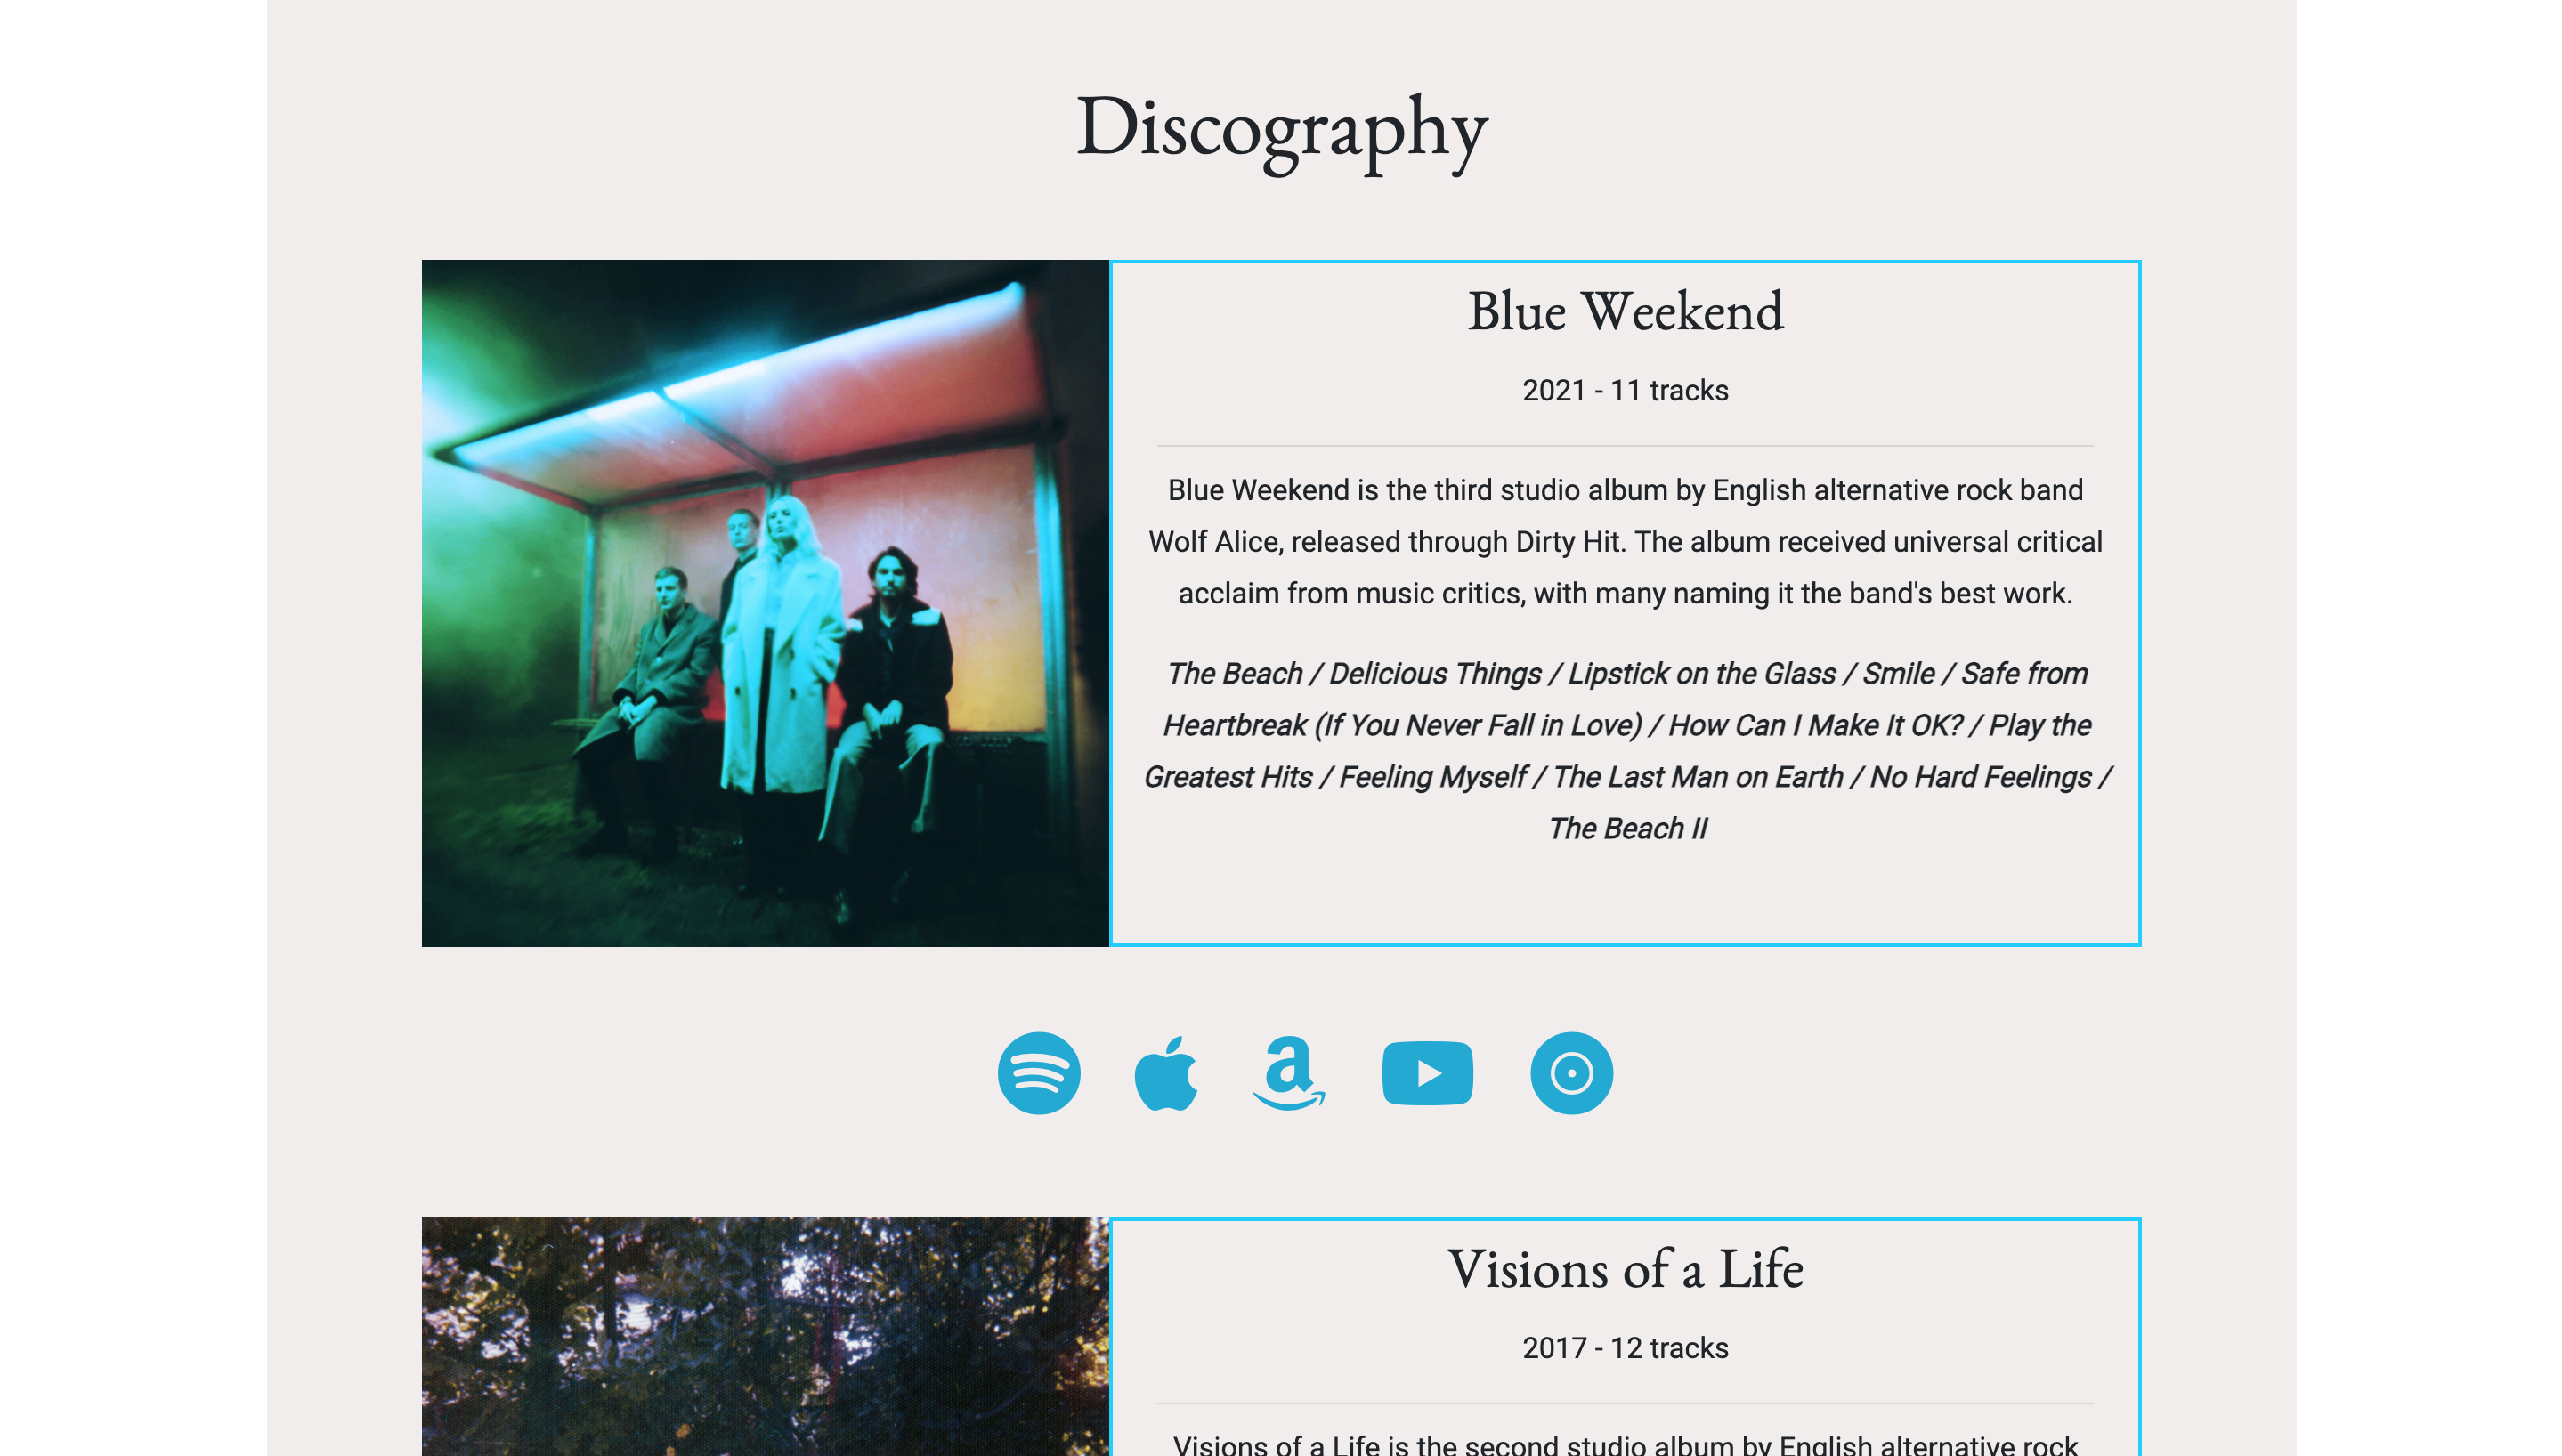 Discography
Blue Weekend
2021 - 11 tracks
Blue Weekend is the third studio album by English alternative rock band
Wolf Alice, released through Dirty Hit. The album received universal critical
acclaim from music critics, with many naming it the band's best work.
The Beach / Delicious Things / Lipstick on the Glass / Smile / Safe from
Heartbreak (If You Never Fall in Love) / How Can I Make It OK? / Play the
Greatest Hits / Feeling Myself / The Last Man on Earth / No Hard Feelings /
The Beach II
Visions of a Life
2017 - 12 tracks
Visions of a Life is the second studio album by English alternative rock